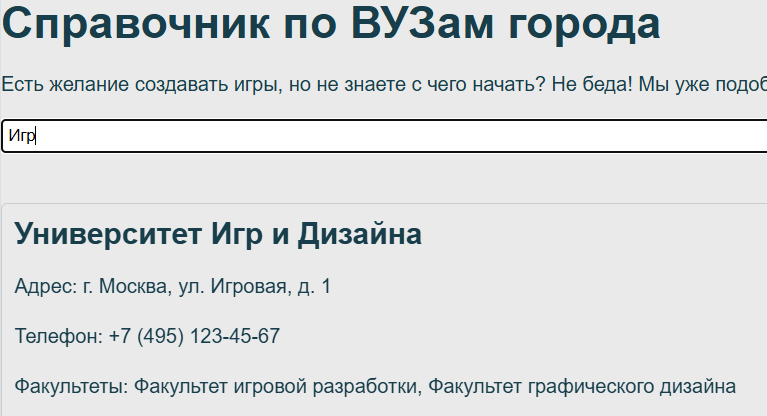 Справочник по ВУЗам города
Есть желание создавать игры, но не знаете с чего начать? Не беда! Мы уже подоб
Игр
Университет Игр и Дизайна
Адрес: г. Москва, ул. Игровая, д. 1
Телефон: +7 (495) 123-45-67
Факультеты: Факультет игровой разработки, Факультет графического дизайна